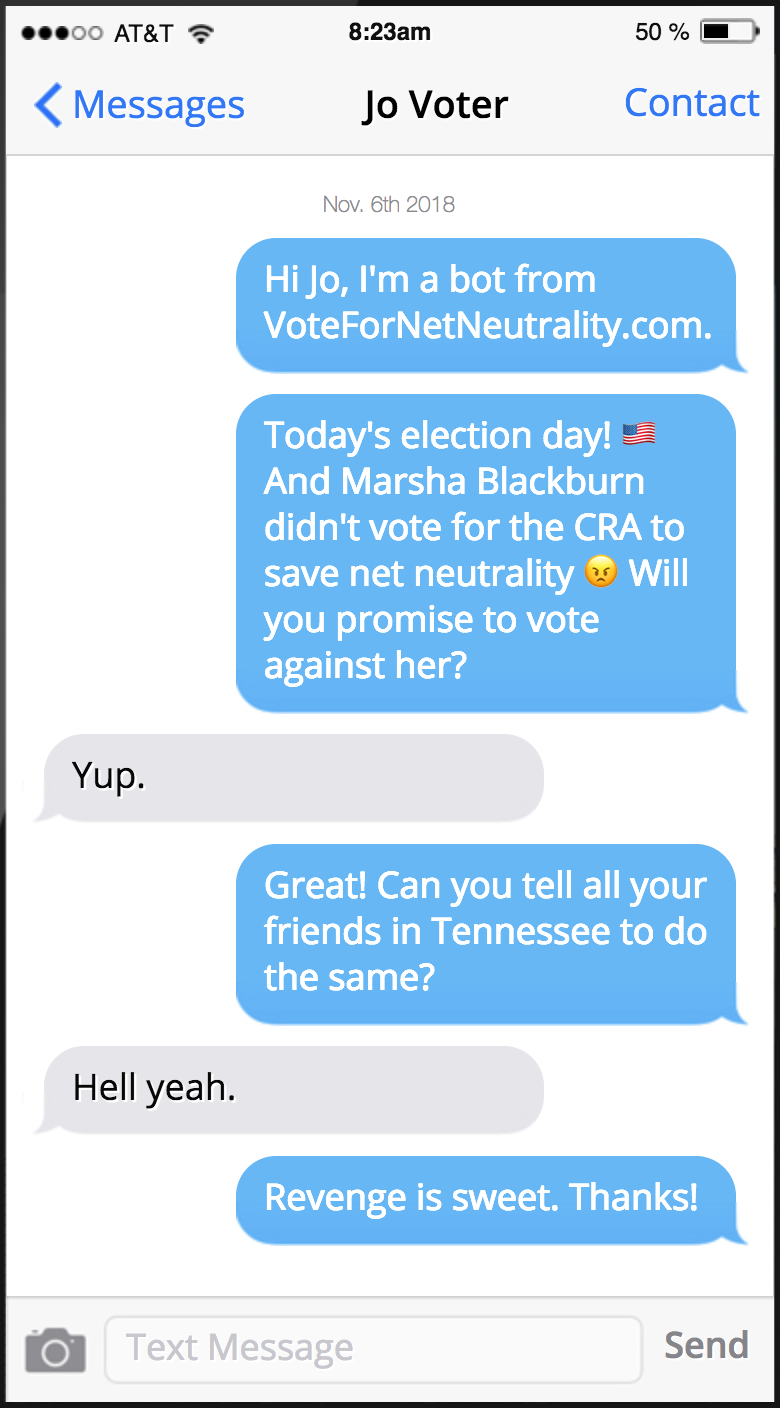 AT&T 8:23am 50 %
Messages Jo Voter Contact
Nov. 6th 2018
Hi Jo, I'm a bot from
VoteForNetNeutrality.com.
Today's election day! 🇺🇸
And Marsha Blackburn
didn't vote for the CRA to
save net neutrality 😠 Will
you promise to vote
against her?
Yup.
Great! Can you tell all your
friends in Tennessee to do
the same?
Hell yeah.
Revenge is sweet. Thanks!
Text Message Send